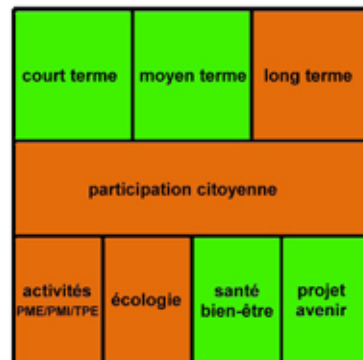 court terme
moyen terme
long terme
participation citoyenne
activités
PME/PMI/TPE
écologie
santé
bien-être
projet
avenir